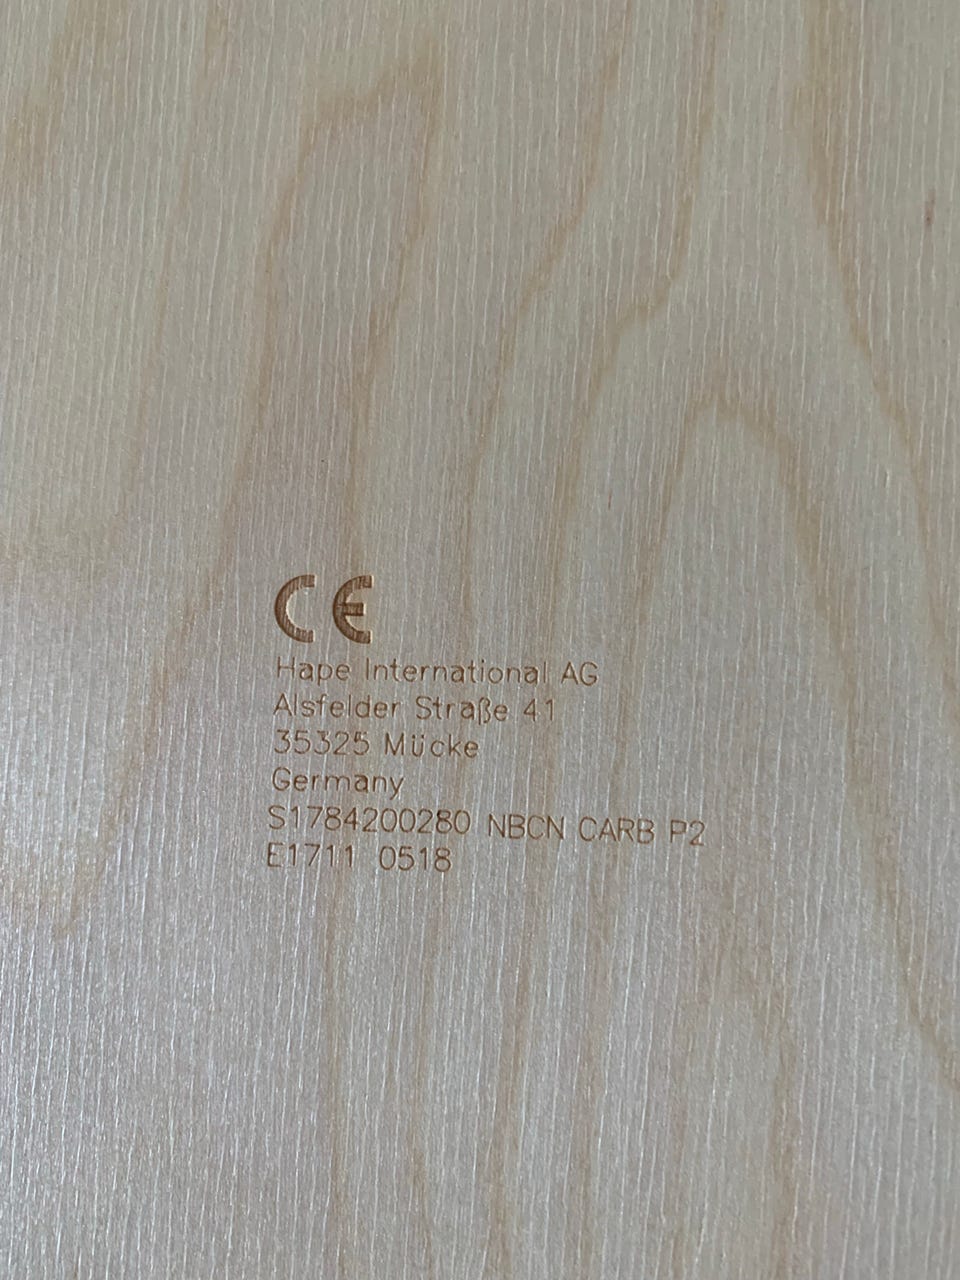 CE
Hape International AG
Alsfelder Straße 41
35325 Mücke
Germany
S1784200280 NBCN CARB P2
E1711 0518